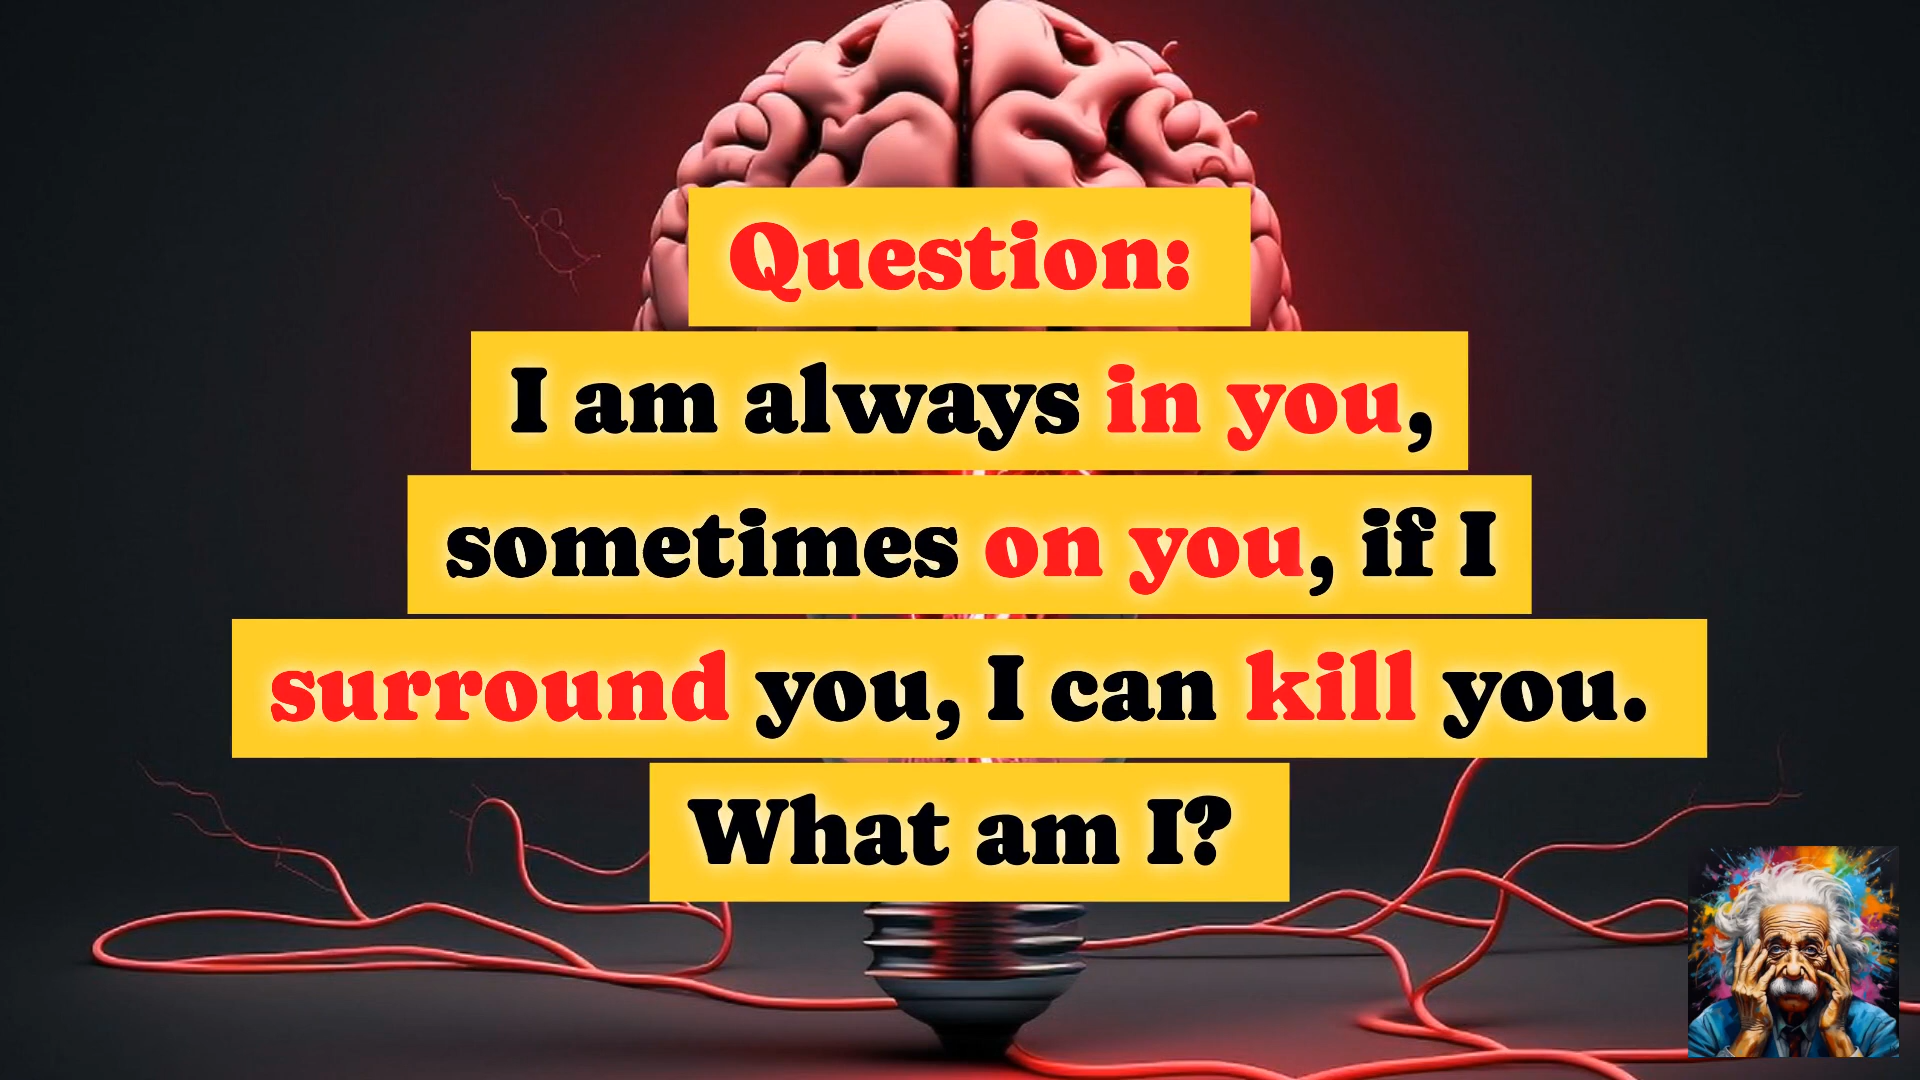 Question:
I am always in you,
sometimes on you, if I
surround you, I can kill you.
What am I?